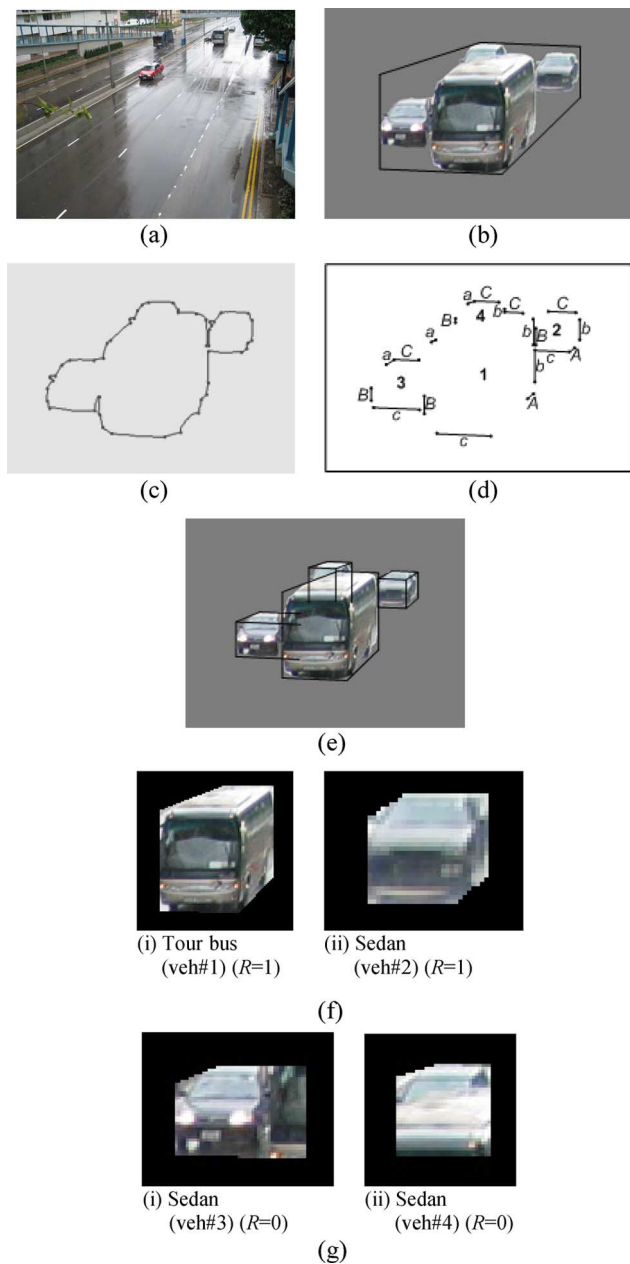 (a)
(b)
(c)
(d)
a C
4 b C C
a B b B 2 b
a C c A
3 1 b
B c B A
c
(e)
(i) Tour bus
(veh#1) (R=1)
(ii) Sedan
(veh#2) (R=1)
(f)
(i) Sedan
(veh#3) (R=0)
(ii) Sedan
(veh#4) (R=0)
(g)